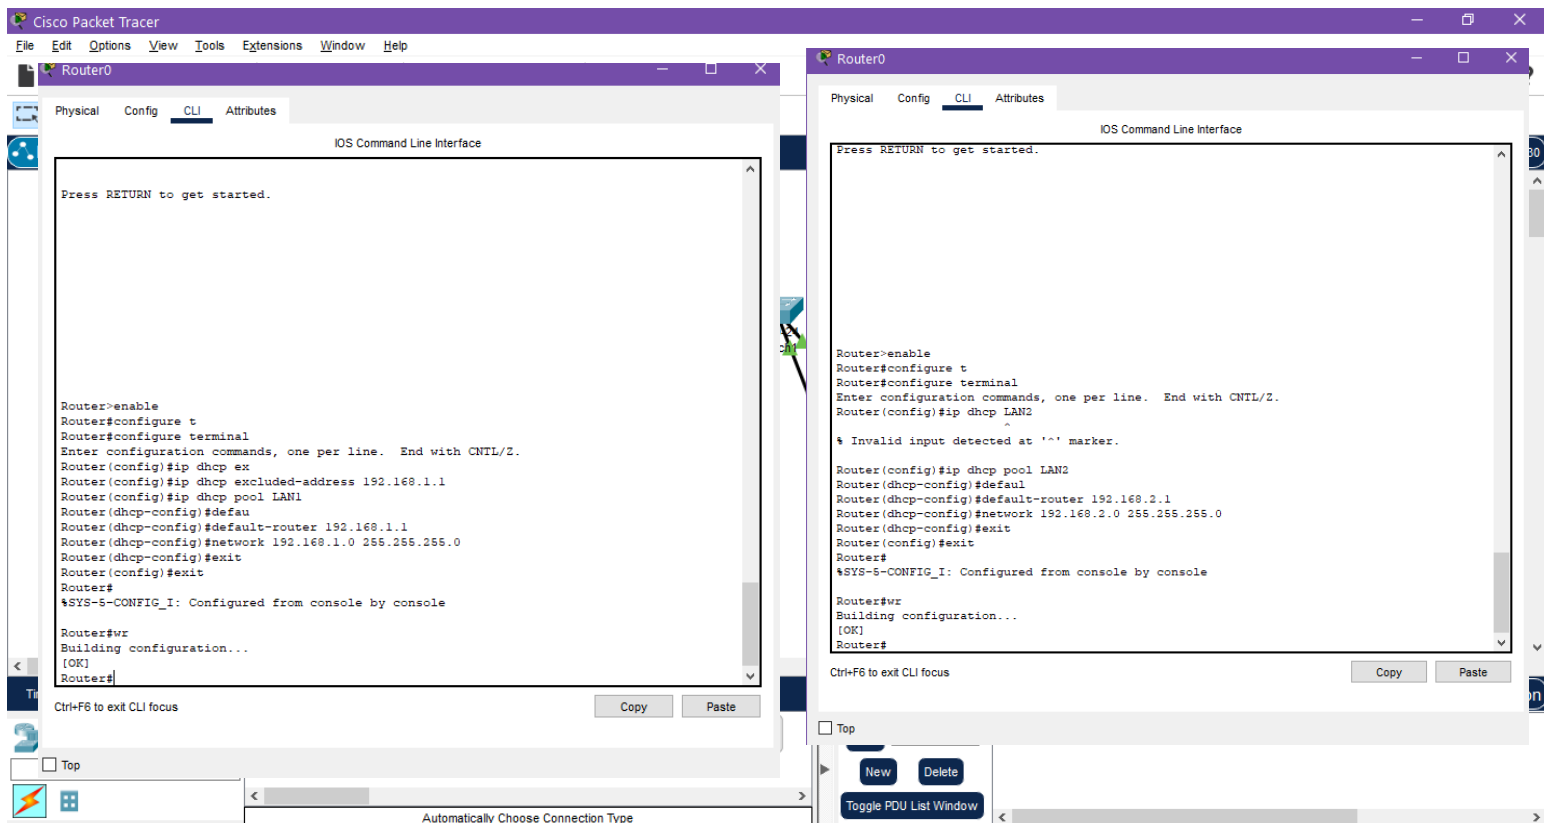 Cisco Packet Tracer
File Edit Options View Tools Extensions Window Help
Router0
Physical Config CLI Attributes
IOS Command Line Interface
Press RETURN to get started.
Router>enable
Router#configure t
Router#configure terminal
Enter configuration commands, one per line.  End with CNTL/Z.
Router(config)#ip dhcp ex
Router(config)#ip dhcp excluded-address 192.168.1.1
Router(config)#ip dhcp pool LAN1
Router(dhcp-config)#defau
Router(dhcp-config)#default-router 192.168.1.1
Router(dhcp-config)#network 192.168.1.0 255.255.255.0
Router(dhcp-config)#exit
Router(config)#exit
Router#
%SYS-5-CONFIG_I: Configured from console by console
Router#wr
Building configuration...
[OK]
Router#
Ctrl+F6 to exit CLI focus
Copy Paste
Top
Router0
Physical Config CLI Attributes
IOS Command Line Interface
Press RETURN to get started.
Router>enable
Router#configure t
Router#configure terminal
Enter configuration commands, one per line.  End with CNTL/Z.
Router(config)#ip dhcp LAN2
^
% Invalid input detected at '^' marker.
Router(config)#ip dhcp pool LAN2
Router(dhcp-config)#defaul
Router(dhcp-config)#default-router 192.168.2.1
Router(dhcp-config)#network 192.168.2.0 255.255.255.0
Router(dhcp-config)#exit
Router(config)#exit
Router#
%SYS-5-CONFIG_I: Configured from console by console
Router#wr
Building configuration...
[OK]
Router#
Ctrl+F6 to exit CLI focus
Copy Paste
Top
New Delete
Toggle PDU List Window
Automatically Choose Connection Type